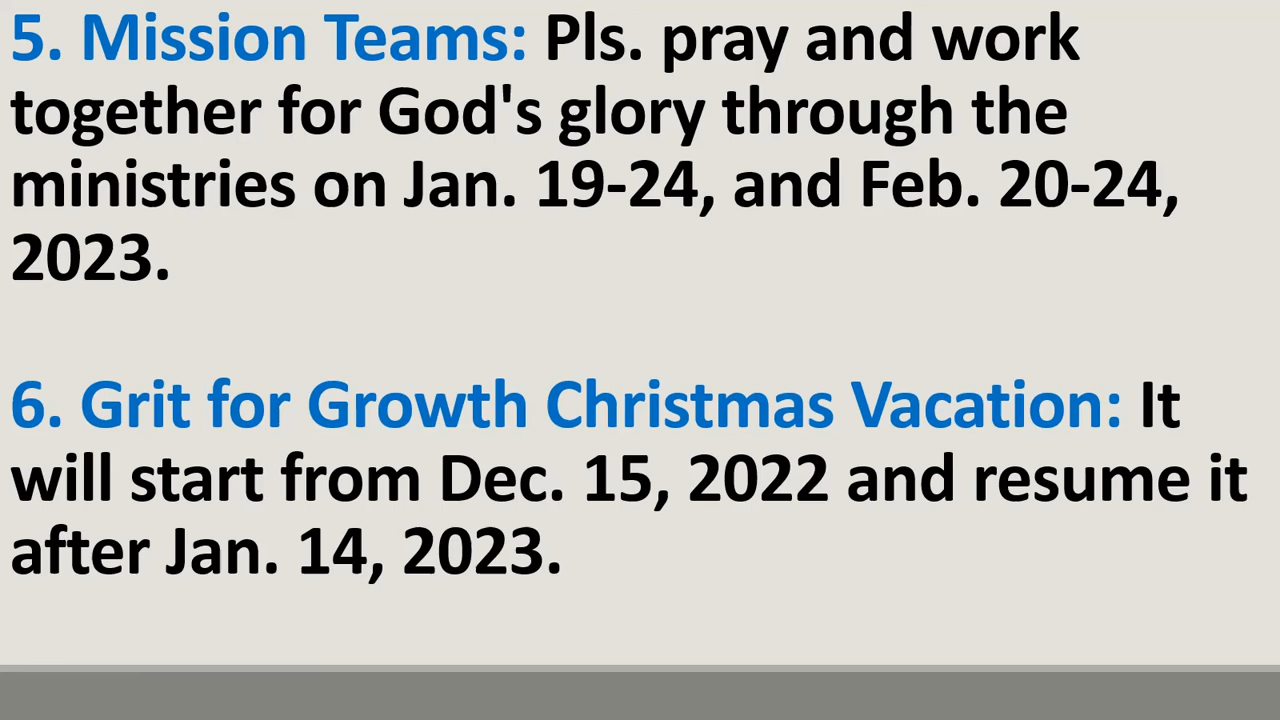 5. Mission Teams: Pls. pray and work
together for God's glory through the
ministries on Jan. 19-24, and Feb. 20-24,
2023.
6. Grit for Growth Christmas Vacation: It
will start from Dec. 15, 2022 and resume it
after Jan. 14, 2023.